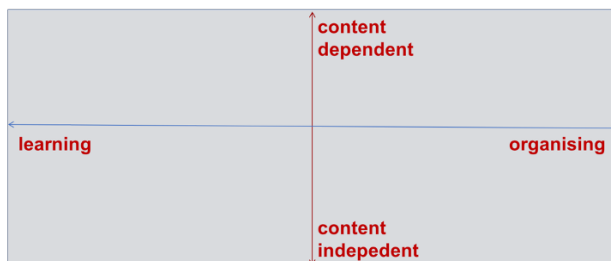 content
dependent
learning
organising
content
indepedent